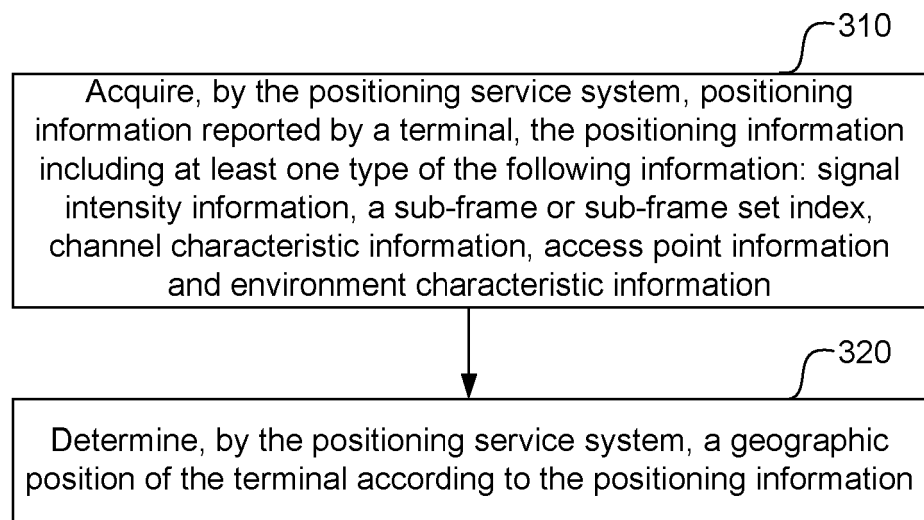 310
Acquire, by the positioning service system, positioning
information reported by a terminal, the positioning information
including at least one type of the following information: signal
intensity information, a sub-frame or sub-frame set index,
channel characteristic information, access point information
and environment characteristic information
320
Determine, by the positioning service system, a geographic
position of the terminal according to the positioning information